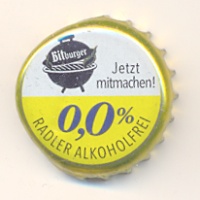 Bitburger
Jetzt
mitmachen!
0,0%
RADLER ALKOHOLFREI